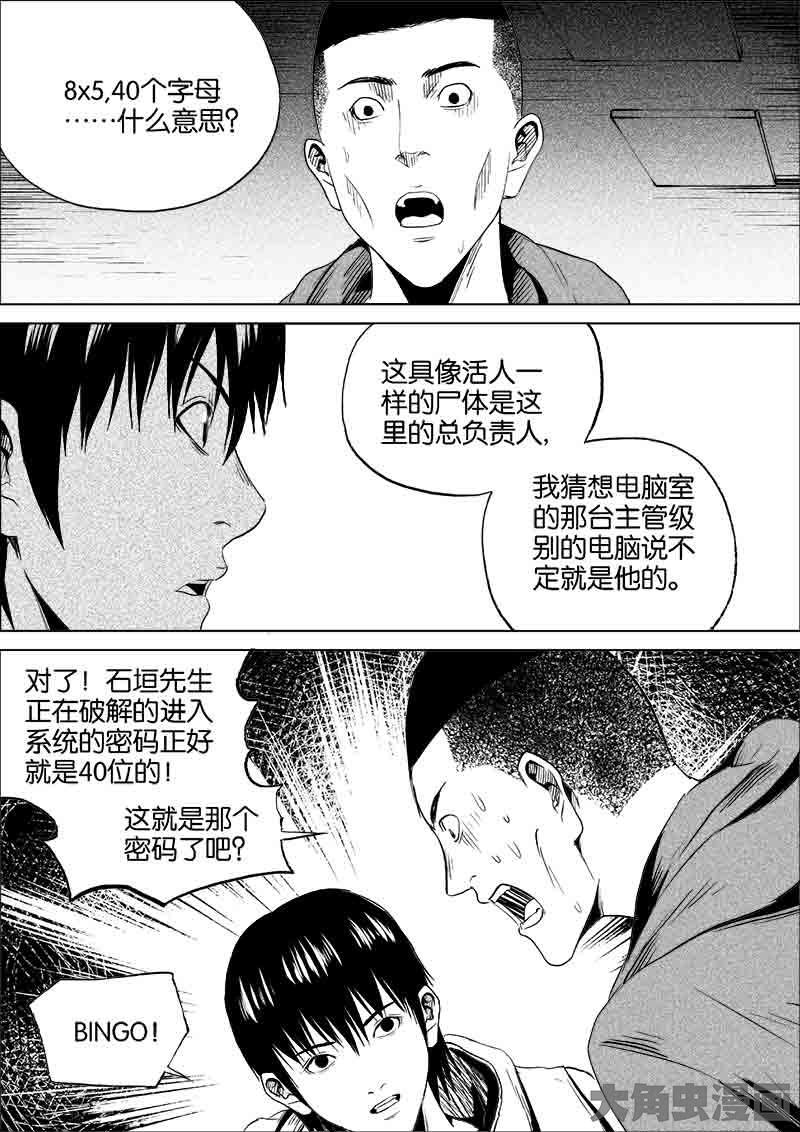 8x5,40个字母
……什么意思？
这具像活人一
样的尸体是这
里的总负责人，
我猜想电脑室
的那台主管级
别的电脑说不
定就是他的。
对了！石垣先生
正在破解的进入
系统的密码正好
就是40位的！
这就是那个
密码了吧？
BINGO！
大角虫漫画